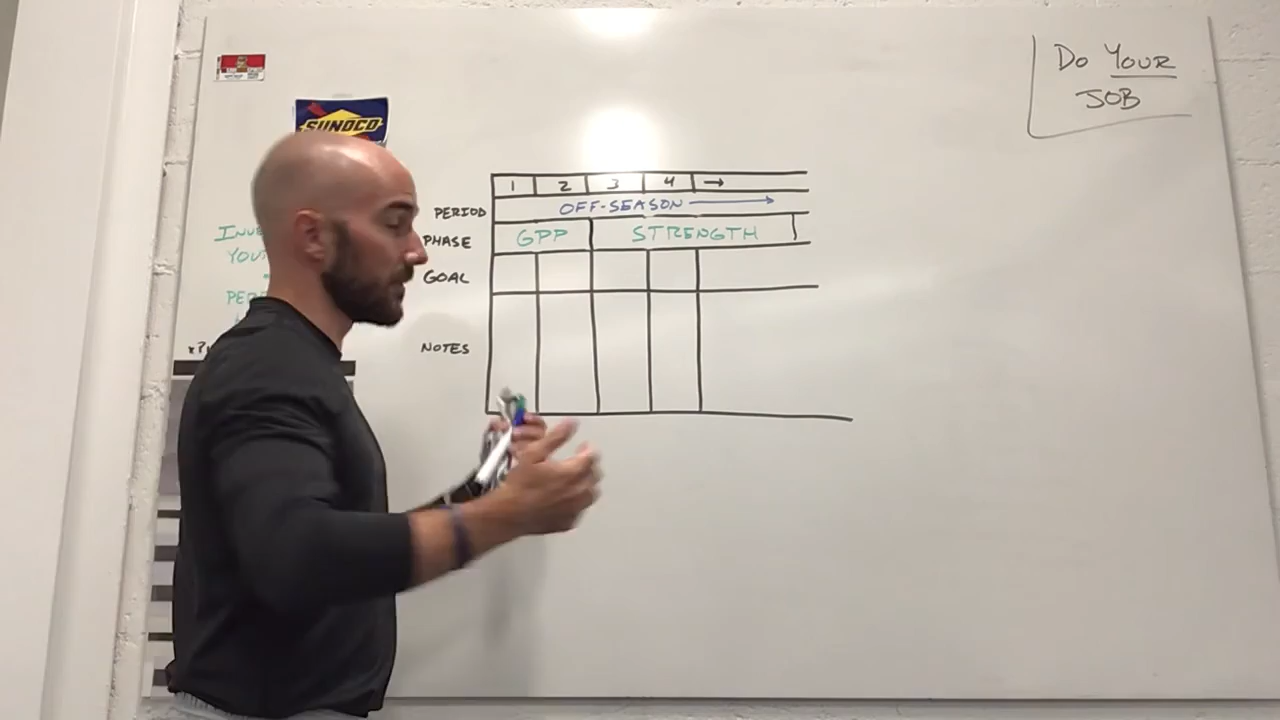 Do YOUR
JOB
SUNOCO
1 2 3 4 →
PERIOD OFF-SEASON
PHASE GPP STRENGTH
GOAL
NOTES